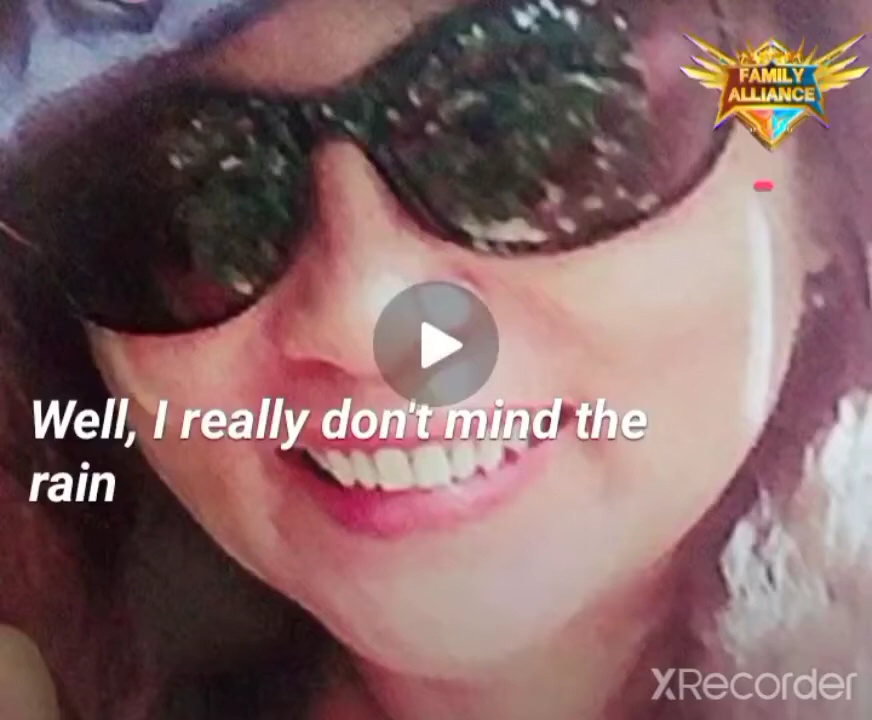 FAMILY
ALLIANCE
Well, I really don't mind the
rain
XRecorder